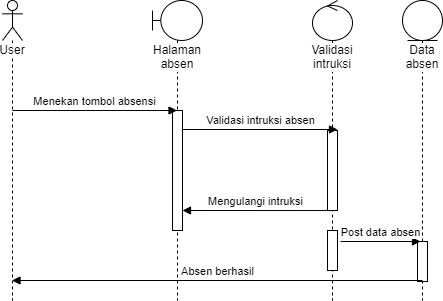 User
Halaman
absen
Validasi
intruksi
Data
absen
Menekan tombol absensi
Validasi intruksi absen
Mengulangi intruksi
Post data absen
Absen berhasil